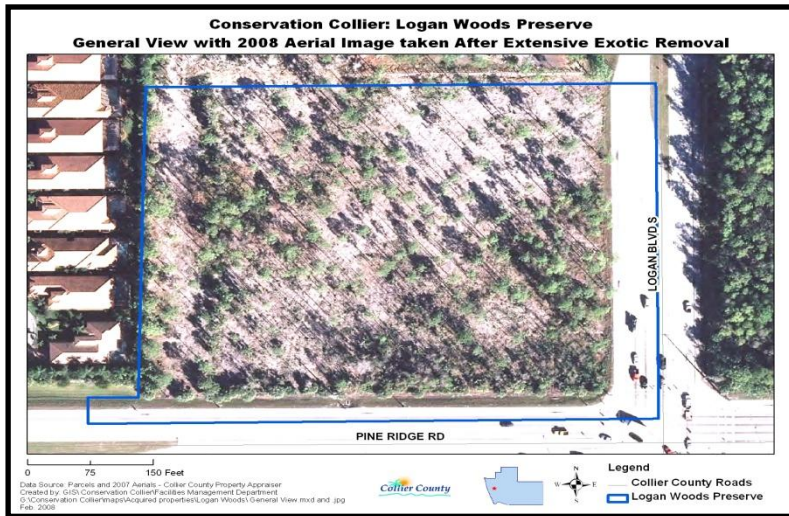 Conservation Collier: Logan Woods Preserve
General View with 2008 Aerial Image taken After Extensive Exotic Removal
LOGAN BLVD S
PINE RIDGE RD
0 75 150 Feet
Data Source: Parcels and 2007 Aerials - Collier County Property Appraiser
Created by: GIS\ Conservation Collier\Facilities Management Department
G:\Conservation Collier\maps\Acquired properties\Logan Woods\ General View mxd and .jpg
Feb. 2008
Collier County
N
W E
S
Legend
Collier County Roads
Logan Woods Preserve